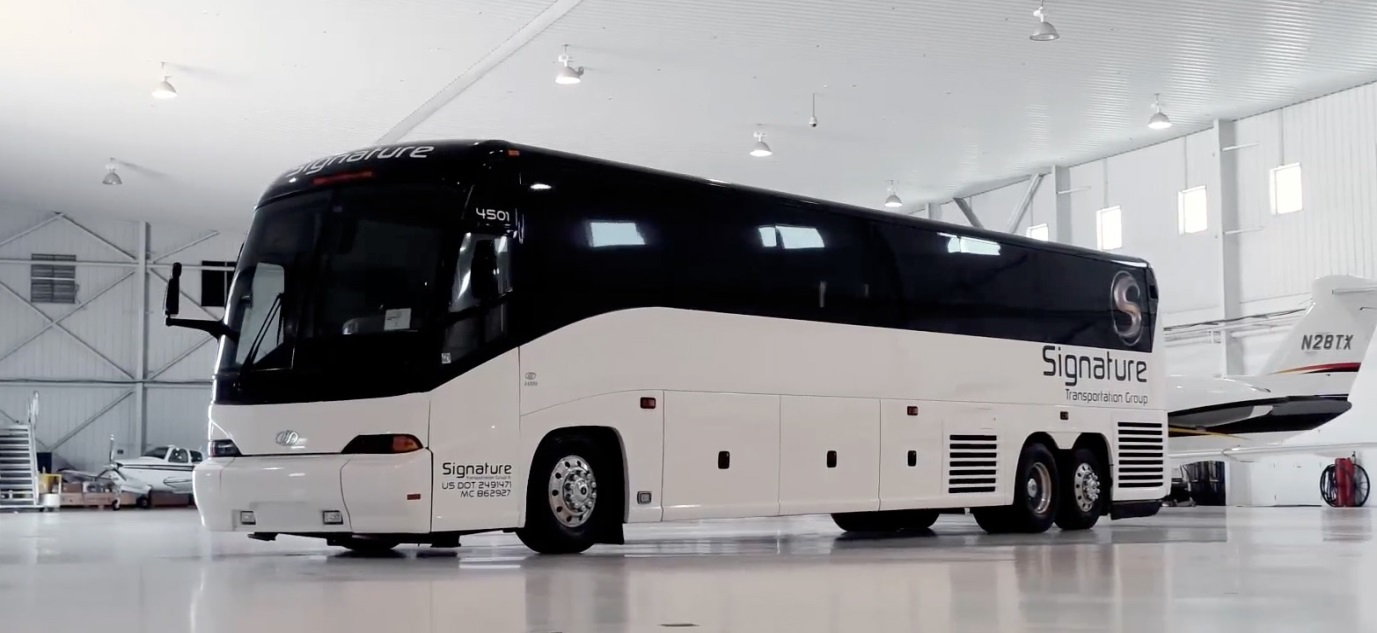 Signature
4501
S
Signature
Transportation Group
Signature
US DOT 2491471
MC 862927
N28TX